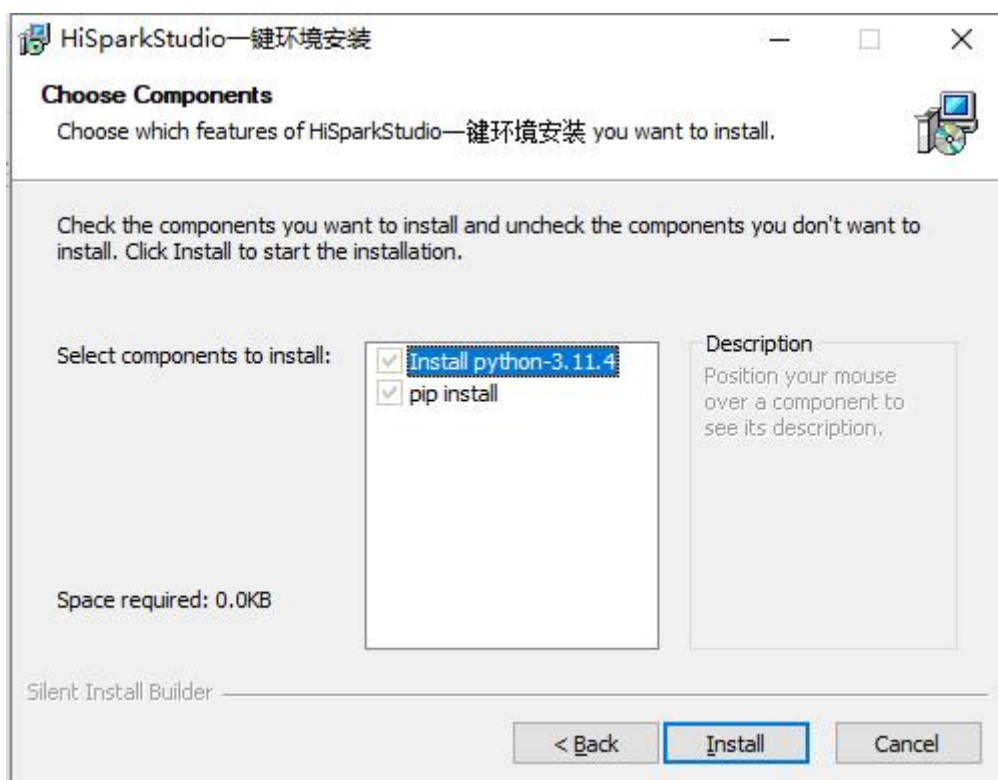 HiSparkStudio一键环境安装
Choose Components
Choose which features of HiSparkStudio一键环境安装 you want to install.
Check the components you want to install and uncheck the components you don't want to
install. Click Install to start the installation.
Select components to install:
Install python-3.11.4
pip install
Description
Position your mouse
over a component to
see its description.
Space required: 0.0KB
Silent Install Builder
< Back
Install
Cancel